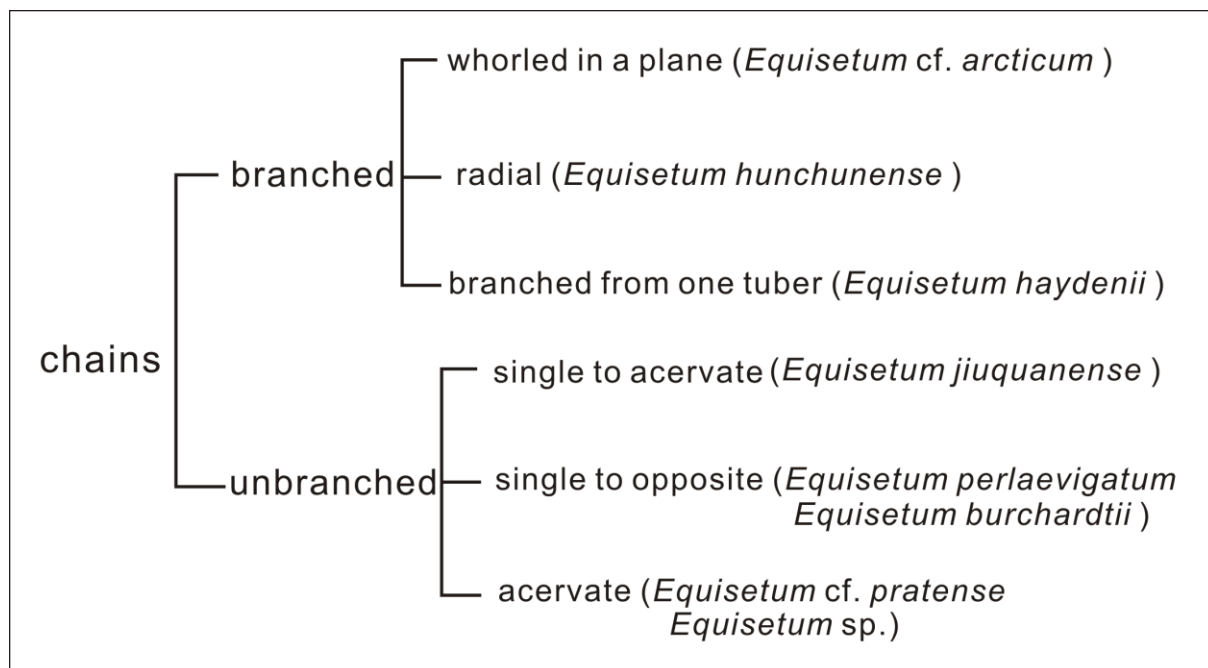 whorled in a plane (Equisetum cf. arcticum )
branched
radial (Equisetum hunchunense )
branched from one tuber (Equisetum haydenii )
chains
single to acervate (Equisetum jiuquanense )
unbranched
single to opposite (Equisetum perlaevigatum
Equisetum burchardtii )
acervate (Equisetum cf. pratense
Equisetum sp.)